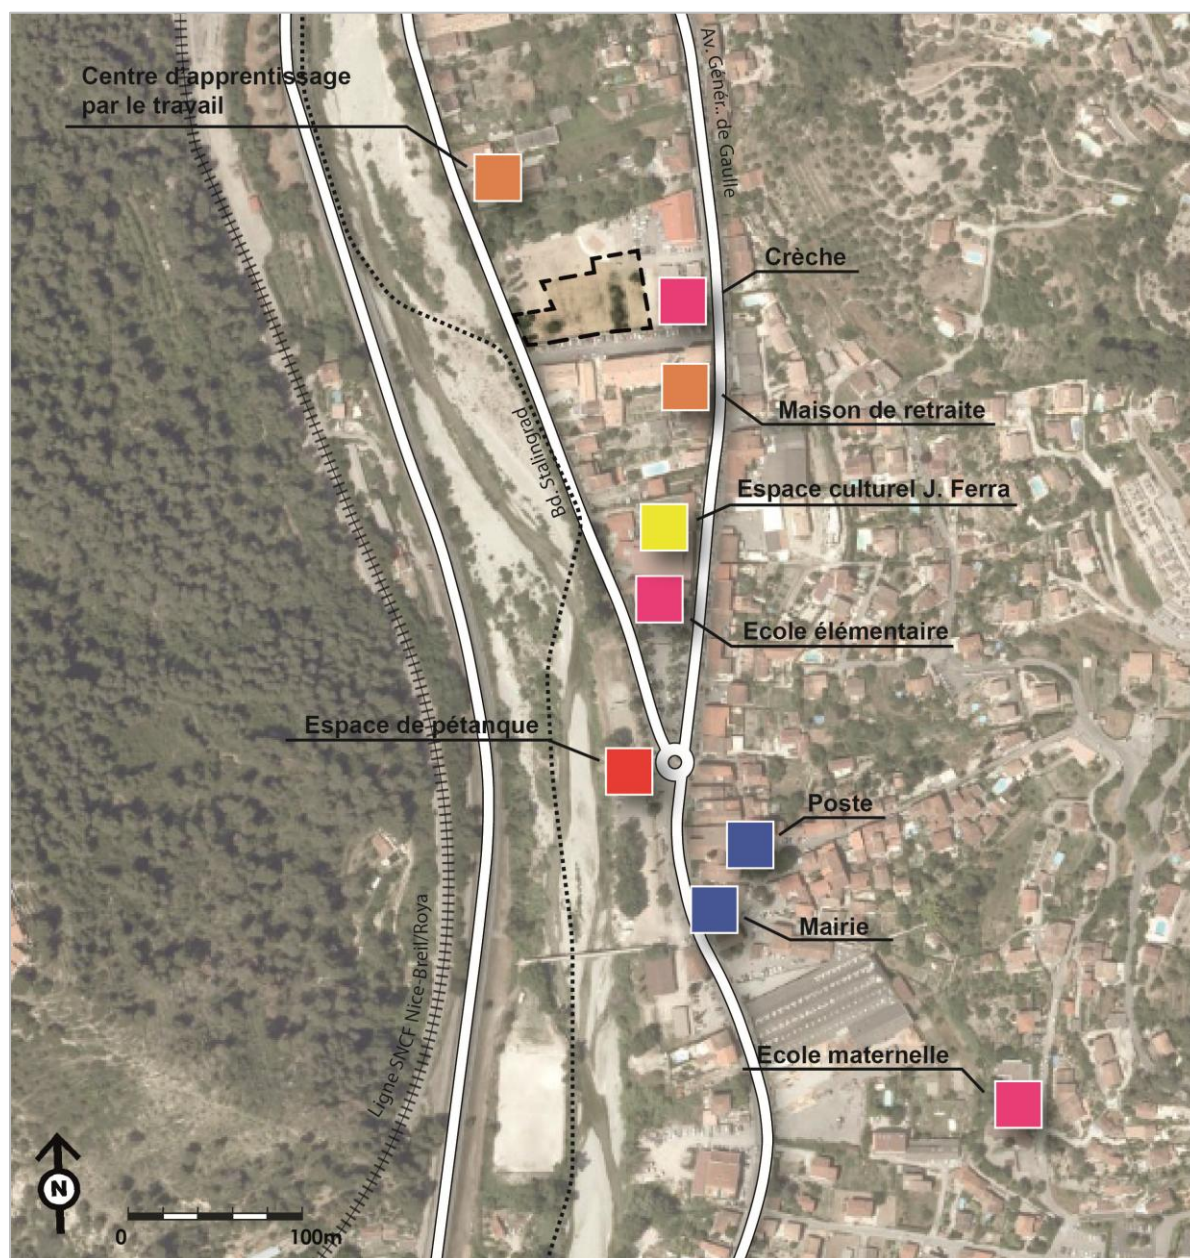 Centre d'apprentissage
par le travail
Av. Génér.. de Gaulle
Crèche
Maison de retraite
Bd. Stalingrad
Espace culturel J. Ferra
Ecole élémentaire
Espace de pétanque
Poste
Mairie
Ligne SNCF Nice-Breil/Roya
Ecole maternelle
N
0 100m